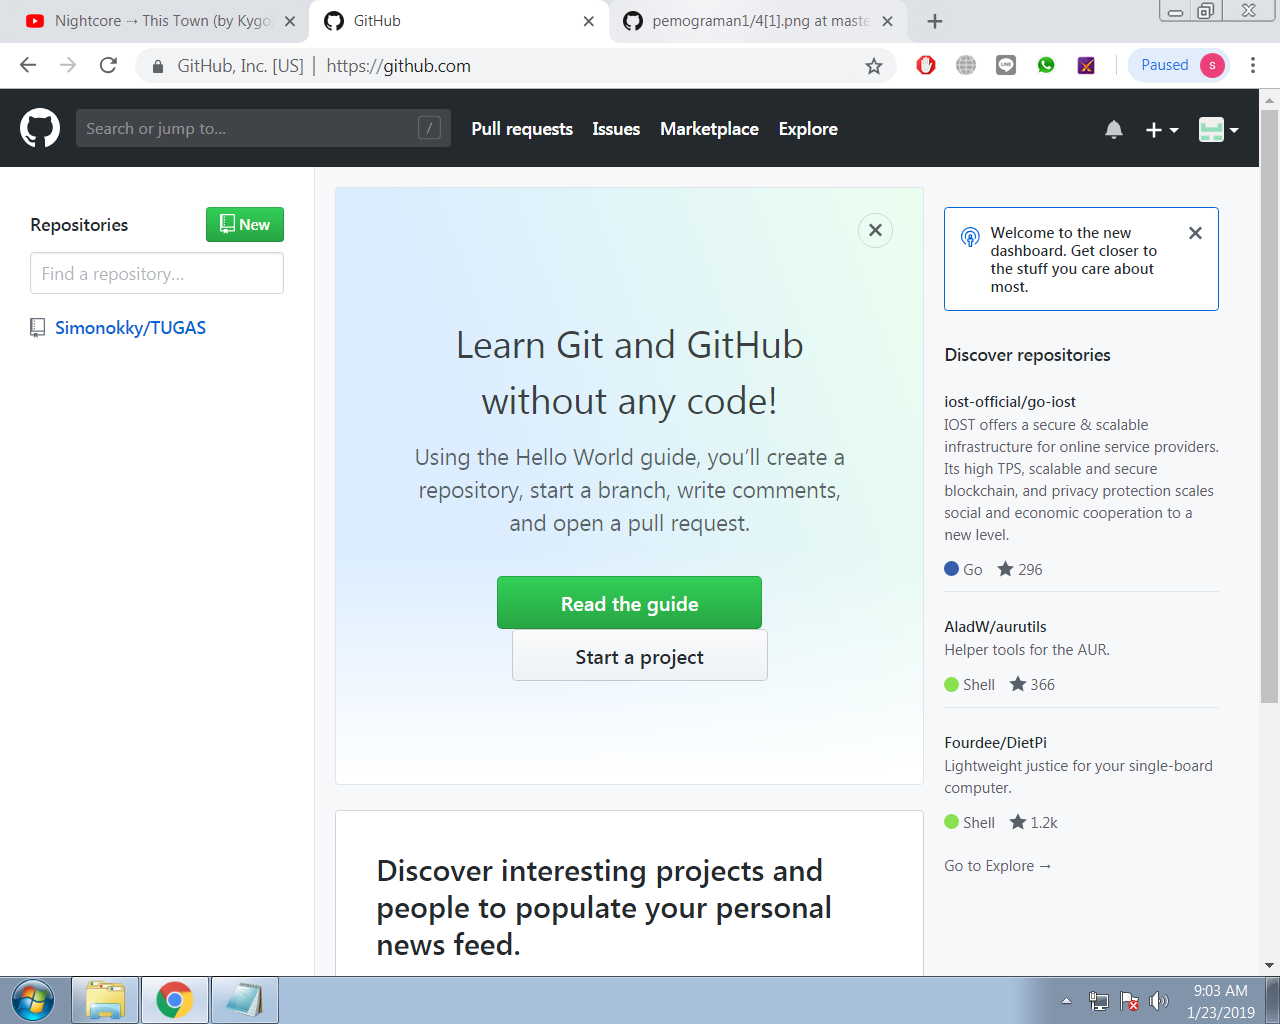 Nightcore ⇢ This Town (by Kygo
GitHub
pemograman1/4[1].png at maste
GitHub, Inc. [US] | https://github.com
Paused
s
Search or jump to...
/
Pull requests
Issues
Marketplace
Explore
Repositories
New
Find a repository...
Simonokky/TUGAS
Learn Git and GitHub
without any code!
Using the Hello World guide, you’ll create a
repository, start a branch, write comments,
and open a pull request.
Read the guide
Start a project
Discover interesting projects and
people to populate your personal
news feed.
Welcome to the new
dashboard. Get closer to
the stuff you care about
most.
Discover repositories
iost-official/go-iost
IOST offers a secure & scalable
infrastructure for online service providers.
Its high TPS, scalable and secure
blockchain, and privacy protection scales
social and economic cooperation to a
new level.
Go 296
AladW/aurutils
Helper tools for the AUR.
Shell 366
Fourdee/DietPi
Lightweight justice for your single-board
computer.
Shell 1.2k
Go to Explore →
9:03 AM
1/23/2019